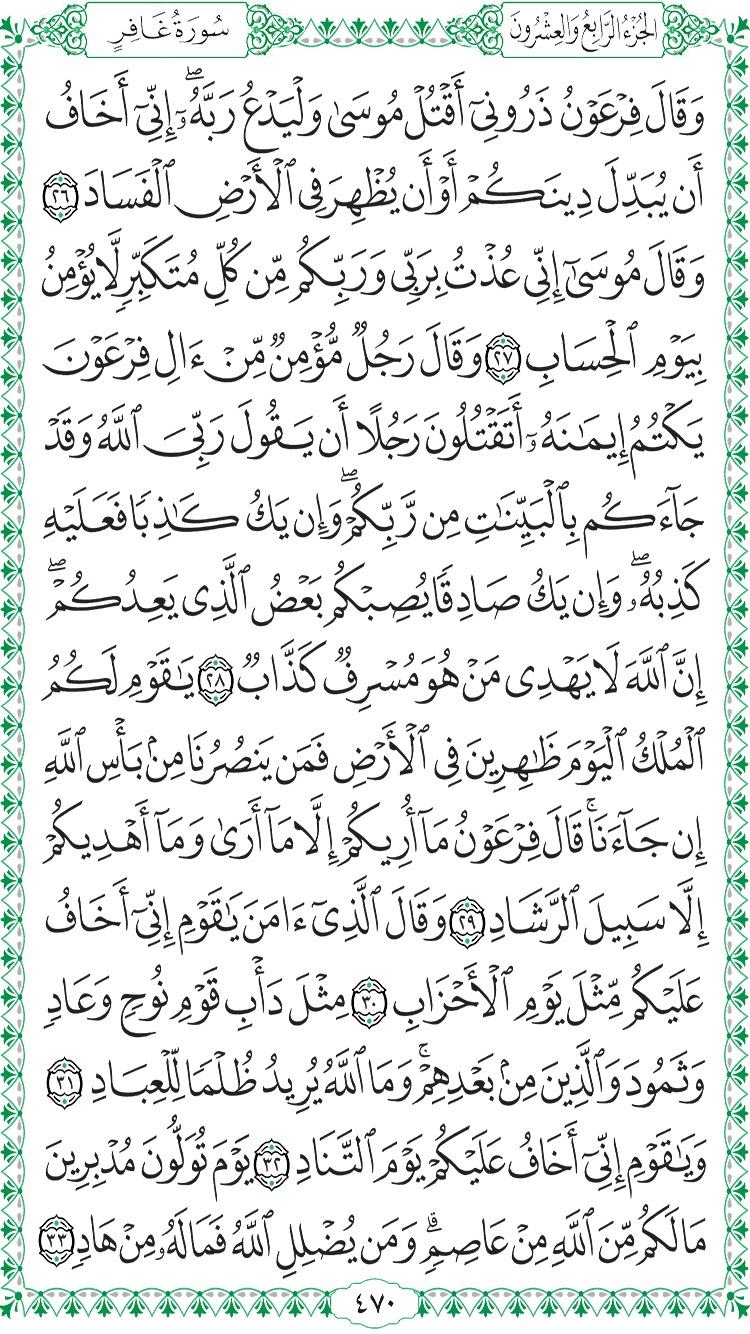 سُورَةُ غَافِرٍ
الجُزْءُ الرَّابِعُ وَالعِشْرُونَ
وَقَالَ فِرْعَوْنُ ذَرُونِيٓ أَقْتُلْ مُوسَىٰ وَلْيَدْعُ رَبَّهُۥٓۖ إِنِّيٓ أَخَافُ
أَن يُبَدِّلَ دِينَكُمْ أَوْ أَن يُظْهِرَ فِى ٱلْأَرْضِ ٱلْفَسَادَ ٢٦
وَقَالَ مُوسَىٰٓ إِنِّى عُذْتُ بِرَبِّى وَرَبِّكُم مِّن كُلِّ مُتَكَبِّرٍ لَّا يُؤْمِنُ
بِيَوْمِ ٱلْحِسَابِ ٢٧ وَقَالَ رَجُلٌ مُّؤْمِنٌ مِّنْ ءَالِ فِرْعَوْنَ
يَكْتُمُ إِيمَٰنَهُۥٓ أَتَقْتُلُونَ رَجُلًا أَن يَقُولَ رَبِّىَ ٱللَّهُ وَقَدْ
جَآءَكُم بِٱلْبَيِّنَٰتِ مِن رَّبِّكُمْۖ وَإِن يَكُ كَٰذِبًا فَعَلَيْهِ
كَذِبُهُۥۖ وَإِن يَكُ صَادِقًا يُصِبْكُم بَعْضُ ٱلَّذِى يَعِدُكُمْۖ
إِنَّ ٱللَّهَ لَا يَهْدِى مَنْ هُوَ مُسْرِفٌ كَذَّابٌ ٢٨ يَٰقَوْمِ لَكُمُ
ٱلْمُلْكُ ٱلْيَوْمَ ظَٰهِرِينَ فِى ٱلْأَرْضِ فَمَن يَنصُرُنَا مِنۢ بَأْسِ ٱللَّهِ
إِن جَآءَنَاۚ قَالَ فِرْعَوْنُ مَآ أُرِيكُمْ إِلَّا مَآ أَرَىٰ وَمَآ أَهْدِيكُمْ
إِلَّا سَبِيلَ ٱلرَّشَادِ ٢٩ وَقَالَ ٱلَّذِىٓ ءَامَنَ يَٰقَوْمِ إِنِّىٓ أَخَافُ
عَلَيْكُم مِّثْلَ يَوْمِ ٱلْأَحْزَابِ ٣٠ مِثْلَ دَأْبِ قَوْمِ نُوحٍ وَعَادٍ
وَثَمُودَ وَٱلَّذِينَ مِنۢ بَعْدِهِمْۚ وَمَا ٱللَّهُ يُرِيدُ ظُلْمًا لِّلْعِبَادِ ٣١
وَيَٰقَوْمِ إِنِّىٓ أَخَافُ عَلَيْكُمْ يَوْمَ ٱلتَّنَادِ ٣٢ يَوْمَ تُوَلُّونَ مُدْبِرِينَ
مَا لَكُم مِّنَ ٱللَّهِ مِنْ عَاصِمٍۗ وَمَن يُضْلِلِ ٱللَّهُ فَمَا لَهُۥ مِنْ هَادٍ ٣٣
٤٧٠